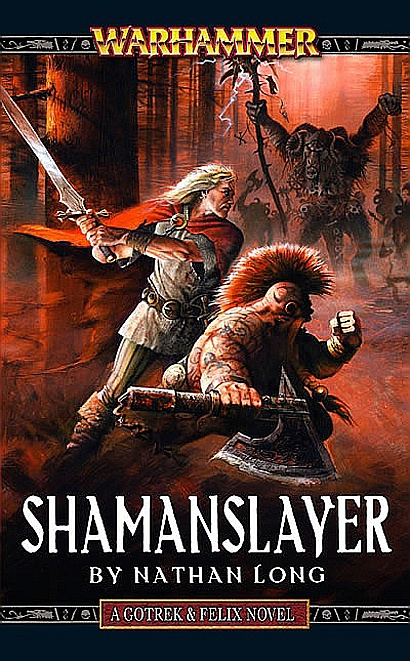 WARHAMMER
SHAMANSLAYER
BY NATHAN LONG
A GOTREK & FELIX NOVEL